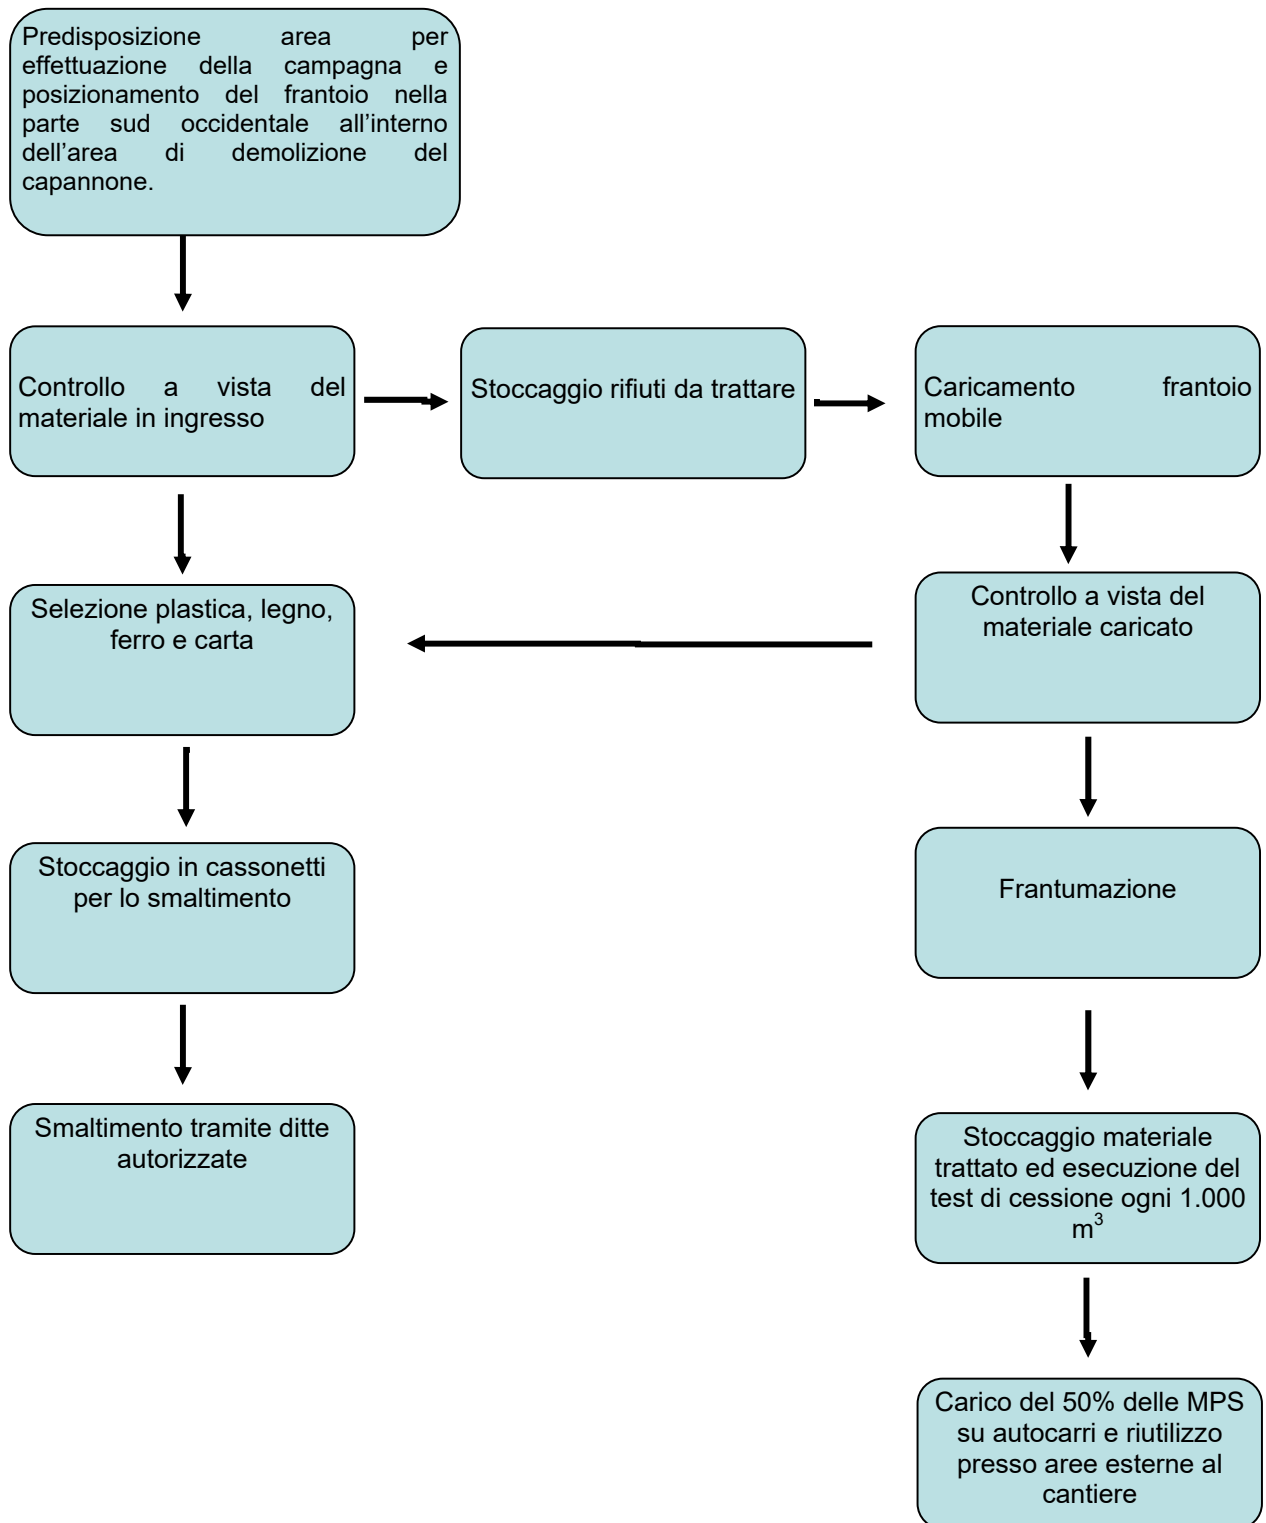 Predisposizione area per
effettuazione della campagna e
posizionamento del frantoio nella
parte sud occidentale all’interno
dell’area di demolizione del
capannone.
Controllo a vista del
materiale in ingresso
Stoccaggio rifiuti da trattare
Caricamento frantoio
mobile
Selezione plastica, legno,
ferro e carta
Controllo a vista del
materiale caricato
Stoccaggio in cassonetti
per lo smaltimento
Frantumazione
Smaltimento tramite ditte
autorizzate
Stoccaggio materiale
trattato ed esecuzione del
test di cessione ogni 1.000
m³
Carico del 50% delle MPS
su autocarri e riutilizzo
presso aree esterne al
cantiere